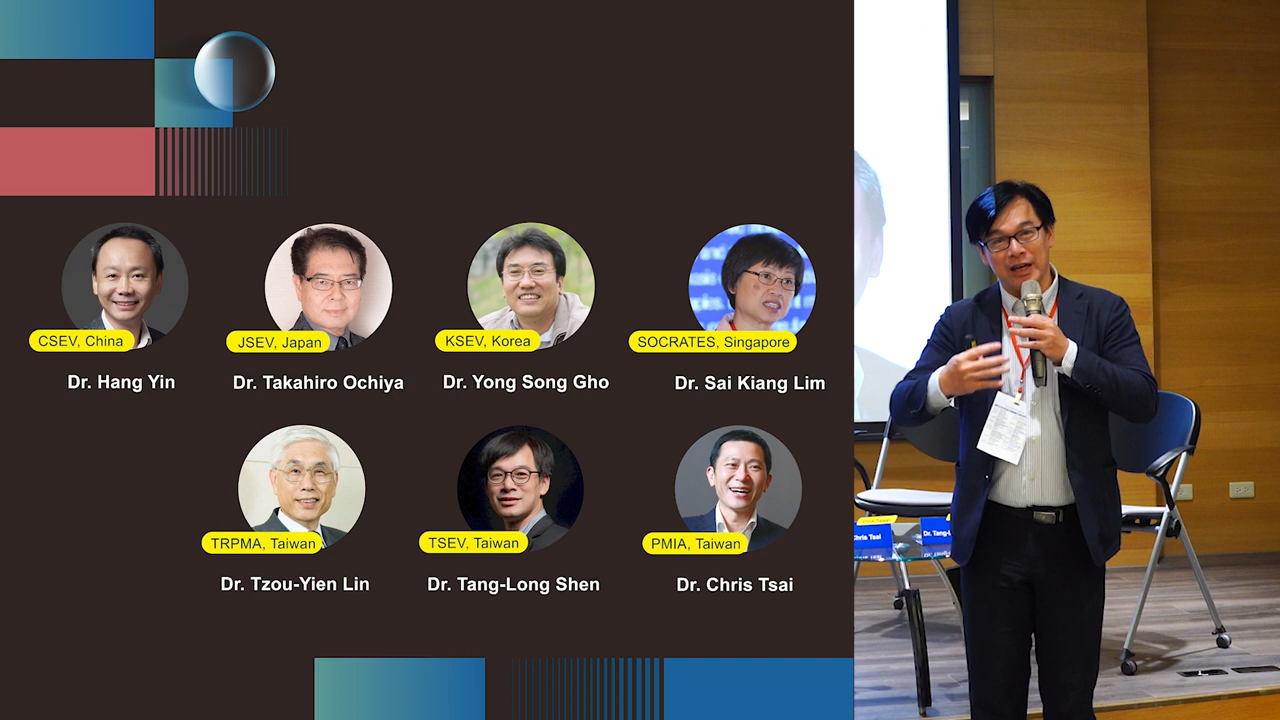 CSEV, China
JSEV, Japan
KSEV, Korea
SOCRATES, Singapore
Dr. Hang Yin
Dr. Takahiro Ochiya
Dr. Yong Song Gho
Dr. Sai Kiang Lim
TRPMA, Taiwan
TSEV, Taiwan
PMIA, Taiwan
Dr. Tzou-Yien Lin
Dr. Tang-Long Shen
Dr. Chris Tsai
Chris Tsai
Dr. Tang-L